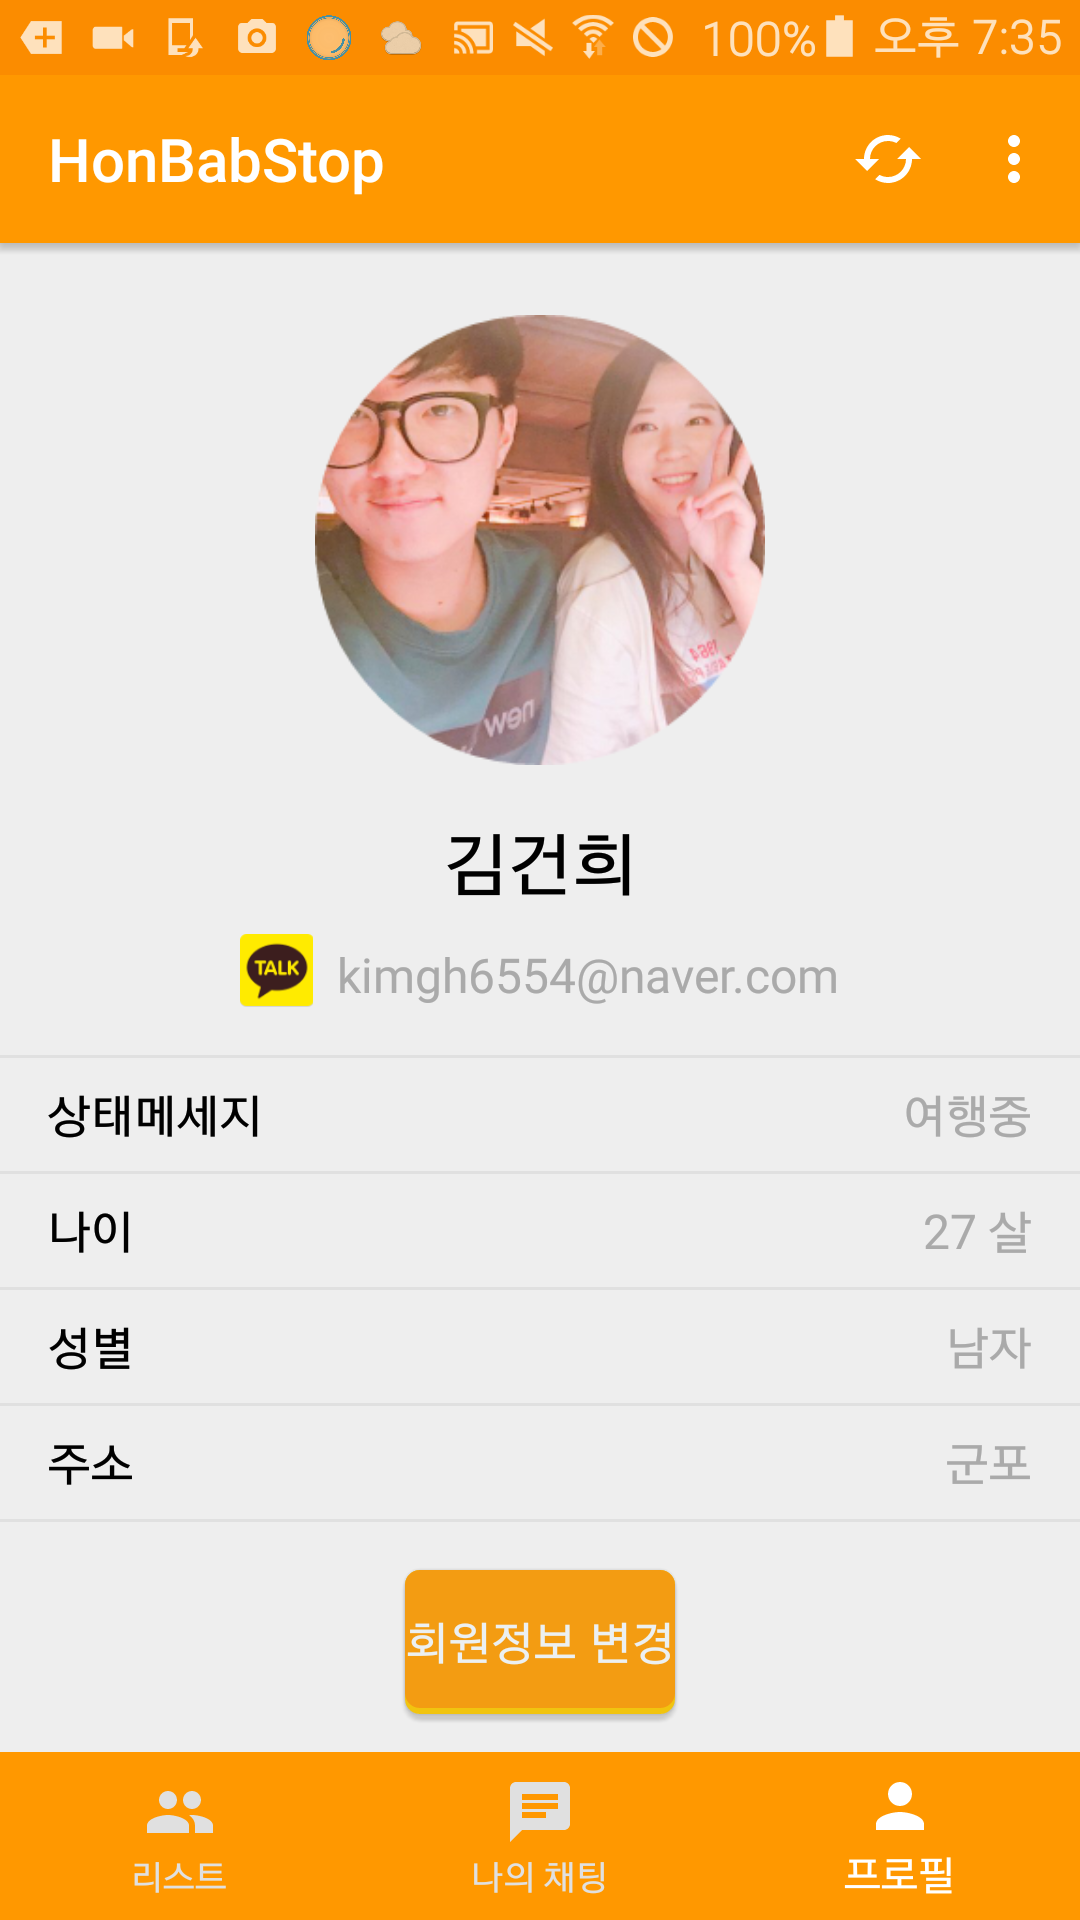 100% 오후 7:35
HonBabStop
1964
new
김건희
TALK kimgh6554@naver.com
상태메세지 여행중
나이 27 살
성별 남자
주소 군포
회원정보 변경
리스트 나의 채팅 프로필